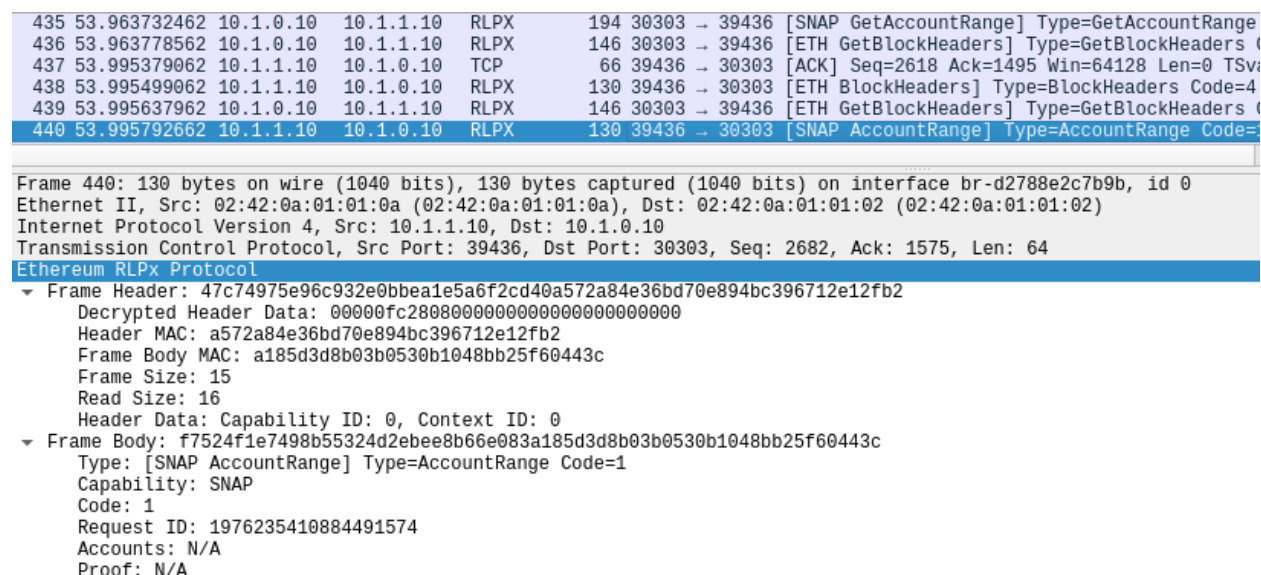 435 53.963732462 10.1.0.10 10.1.1.10 RLPX 194 30303 → 39436 [SNAP GetAccountRange] Type=GetAccountRange
436 53.963778562 10.1.0.10 10.1.1.10 RLPX 146 30303 → 39436 [ETH GetBlockHeaders] Type=GetBlockHeaders
437 53.995379062 10.1.1.10 10.1.0.10 TCP 66 39436 → 30303 [ACK] Seq=2618 Ack=1495 Win=64128 Len=0 TSva
438 53.995499062 10.1.1.10 10.1.0.10 RLPX 130 39436 → 30303 [ETH BlockHeaders] Type=BlockHeaders Code=4
439 53.995637962 10.1.1.10 10.1.0.10 RLPX 146 30303 → 39436 [ETH GetBlockHeaders] Type=GetBlockHeaders
440 53.995792662 10.1.1.10 10.1.0.10 RLPX 130 39436 → 30303 [SNAP AccountRange] Type=AccountRange Code=1
Frame 440: 130 bytes on wire (1040 bits), 130 bytes captured (1040 bits) on interface br-d2788e2c7b9b, id 0
Ethernet II, Src: 02:42:0a:01:01:0a (02:42:0a:01:01:0a), Dst: 02:42:0a:01:01:02 (02:42:0a:01:01:02)
Internet Protocol Version 4, Src: 10.1.1.10, Dst: 10.1.0.10
Transmission Control Protocol, Src Port: 39436, Dst Port: 30303, Seq: 2682, Ack: 1575, Len: 64
Ethereum RLPx Protocol
Frame Header: 47c74975e96c932e0bbea1e5a6f2cd40a572a84e36bd70e894bc396712e12fb2
Decrypted Header Data: 00000fc2808000000000000000000000
Header MAC: a572a84e36bd70e894bc396712e12fb2
Frame Body MAC: a185d3d8b03b0530b1048bb25f60443c
Frame Size: 15
Read Size: 16
Header Data: Capability ID: 0, Context ID: 0
Frame Body: f7524f1e7498b55324d2ebee8b66e083a185d3d8b03b0530b1048bb25f60443c
Type: [SNAP AccountRange] Type=AccountRange Code=1
Capability: SNAP
Code: 1
Request ID: 1976235410884491574
Accounts: N/A
Proof: N/A